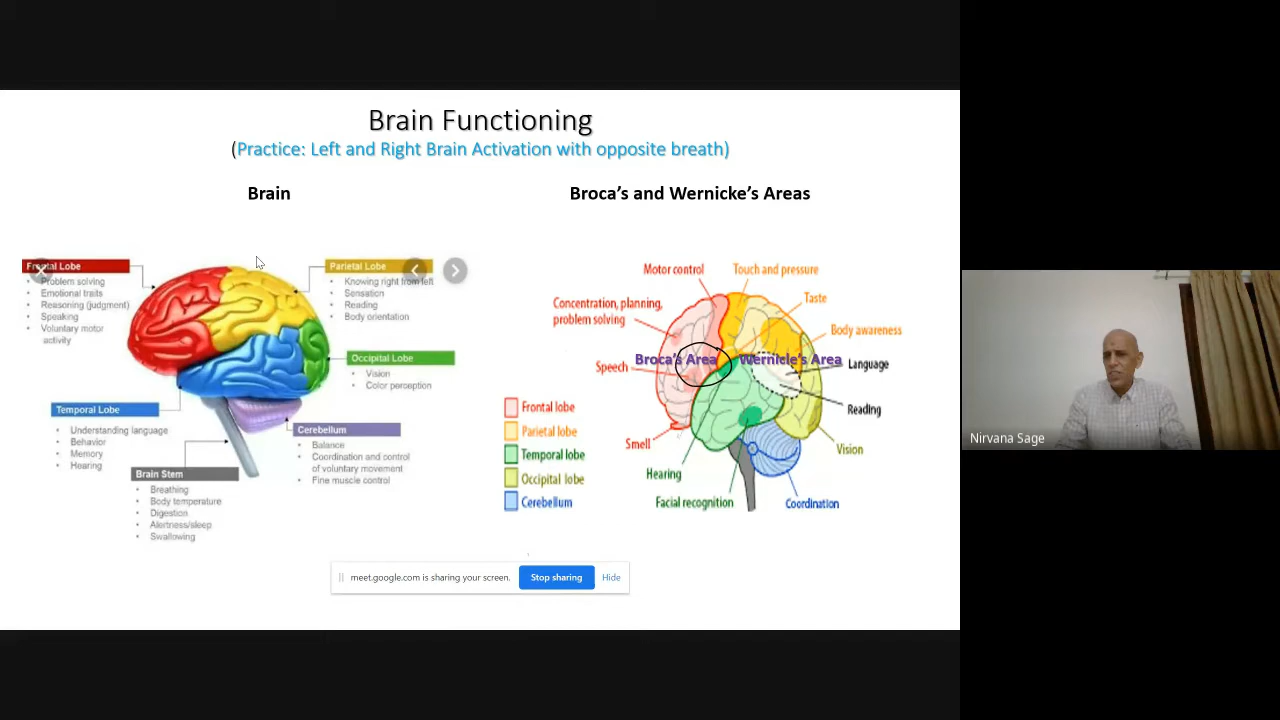 Brain Functioning
(Practice: Left and Right Brain Activation with opposite breath)
Brain
Frontal Lobe
Problem solving
Emotional traits
Reasoning (judgment)
Speaking
Voluntary motor
activity
Parietal Lobe
Knowing right from left
Sensation
Reading
Body orientation
Occipital Lobe
Vision
Color perception
Temporal Lobe
Understanding language
Behavior
Memory
Hearing
Cerebellum
Balance
Coordination and control
of voluntary movement
Fine muscle control
Brain Stem
Breathing
Body temperature
Digestion
Alertness/sleep
Swallowing
Broca's and Wernicke's Areas
Motor control
Touch and pressure
Concentration, planning,
problem solving
Taste
Body awareness
Broca's Area
Wernicle's Area
Speech
Language
Reading
Frontal lobe
Parietal lobe
Temporal lobe
Occipital lobe
Cerebellum
Smell
Vision
Hearing
Facial recognition
Coordination
meet.google.com is sharing your screen.
Stop sharing
Hide
Nirvana Sage